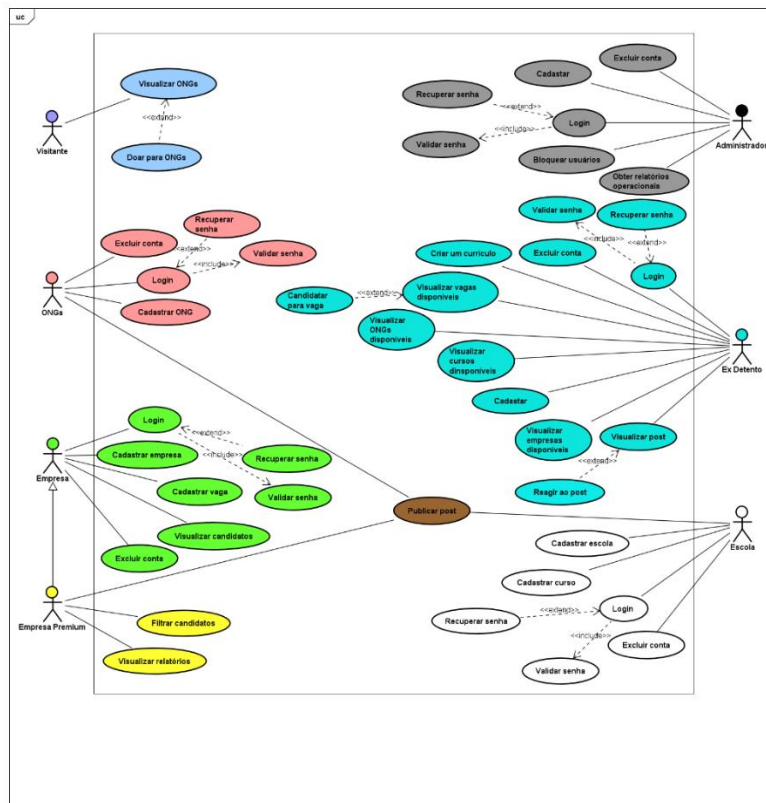 uc
Visualizar ONGs
<<extend>>
Doar para ONGs
Visitante
Excluir conta
Cadastar
Recuperar senha
<<extend>>
Login
Validar senha
<<include>>
Bloquear usuários
Obter relatórios
operacionais
Administrador
Recuperar
senha
Excluir conta
<<extend>>
Validar senha
<<include>>
Login
Cadastrar ONG
ONGs
Validar senha
Recuperar senha
<<include>>
<<extend>>
Login
Criar um curriculo
Excluir conta
Candidatar
para vaga
<<extend>>
Visualizar vagas
disponiveis
Visualizar
ONGs
disponiveis
Visualizar
cursos
dinsponiveis
Cadastar
Visualizar
empresas
disponiveis
Visualizar post
<<extend>>
Reagir ao post
Ex Detento
Login
<<extend>>
Recuperar senha
<<include>>
Validar senha
Cadastrar empresa
Cadastrar vaga
Visualizar candidatos
Excluir conta
Empresa
Publicar post
Cadastrar escola
Cadastrar curso
Login
<<extend>>
Recuperar senha
<<include>>
Validar senha
Excluir conta
Escola
Filtrar candidatos
Visualizar relatórios
Empresa Premium